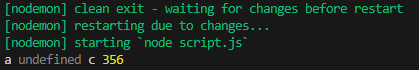 [nodemon] clean exit - waiting for changes before restart
[nodemon] restarting due to changes...
[nodemon] starting `node script.js`
a undefined c 356